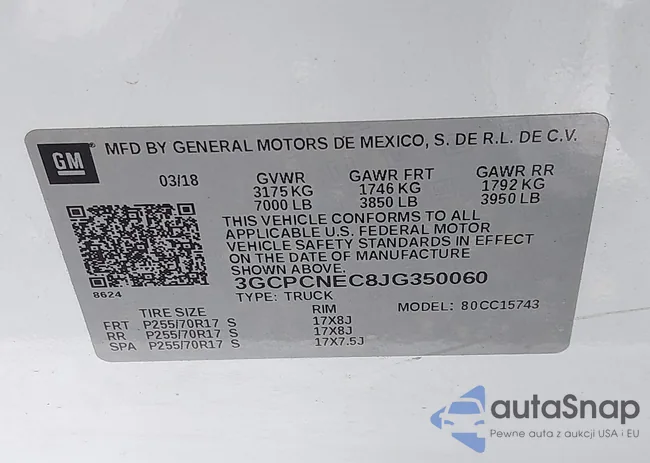 GM MFD BY GENERAL MOTORS DE MEXICO, S. DE R.L. DE C.V.
03/18 GVWR GAWR FRT GAWR RR
3175 KG 1746 KG 1792 KG
7000 LB 3850 LB 3950 LB
THIS VEHICLE CONFORMS TO ALL
APPLICABLE U.S. FEDERAL MOTOR
VEHICLE SAFETY STANDARDS IN EFFECT
ON THE DATE OF MANUFACTURE
SHOWN ABOVE.
8624
3GCPCNEC8JG350060
TYPE: TRUCK MODEL: 80CC15743
TIRE SIZE RIM
FRT P255/70R17 S 17X8J
RR P255/70R17 S 17X8J
SPA P255/70R17 S 17X7.5J
autaSnap
Pewne auta z aukcji USA i EU